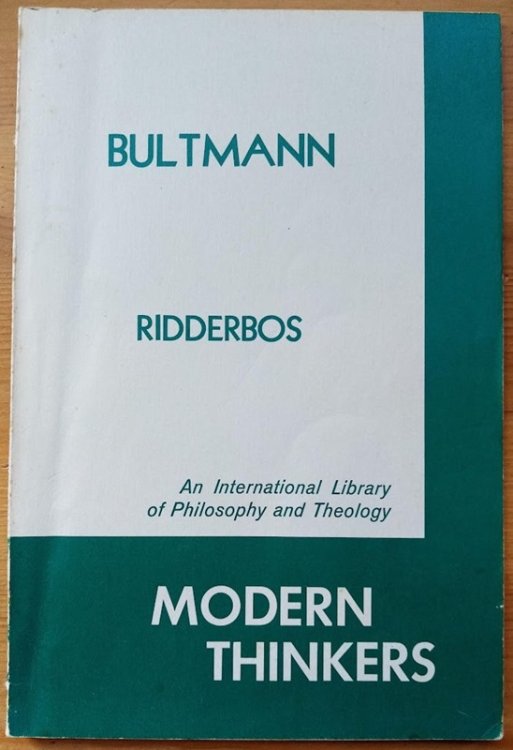 BULTMANN
RIDDERBOS
An International Library
of Philosophy and Theology
MODERN
THINKERS